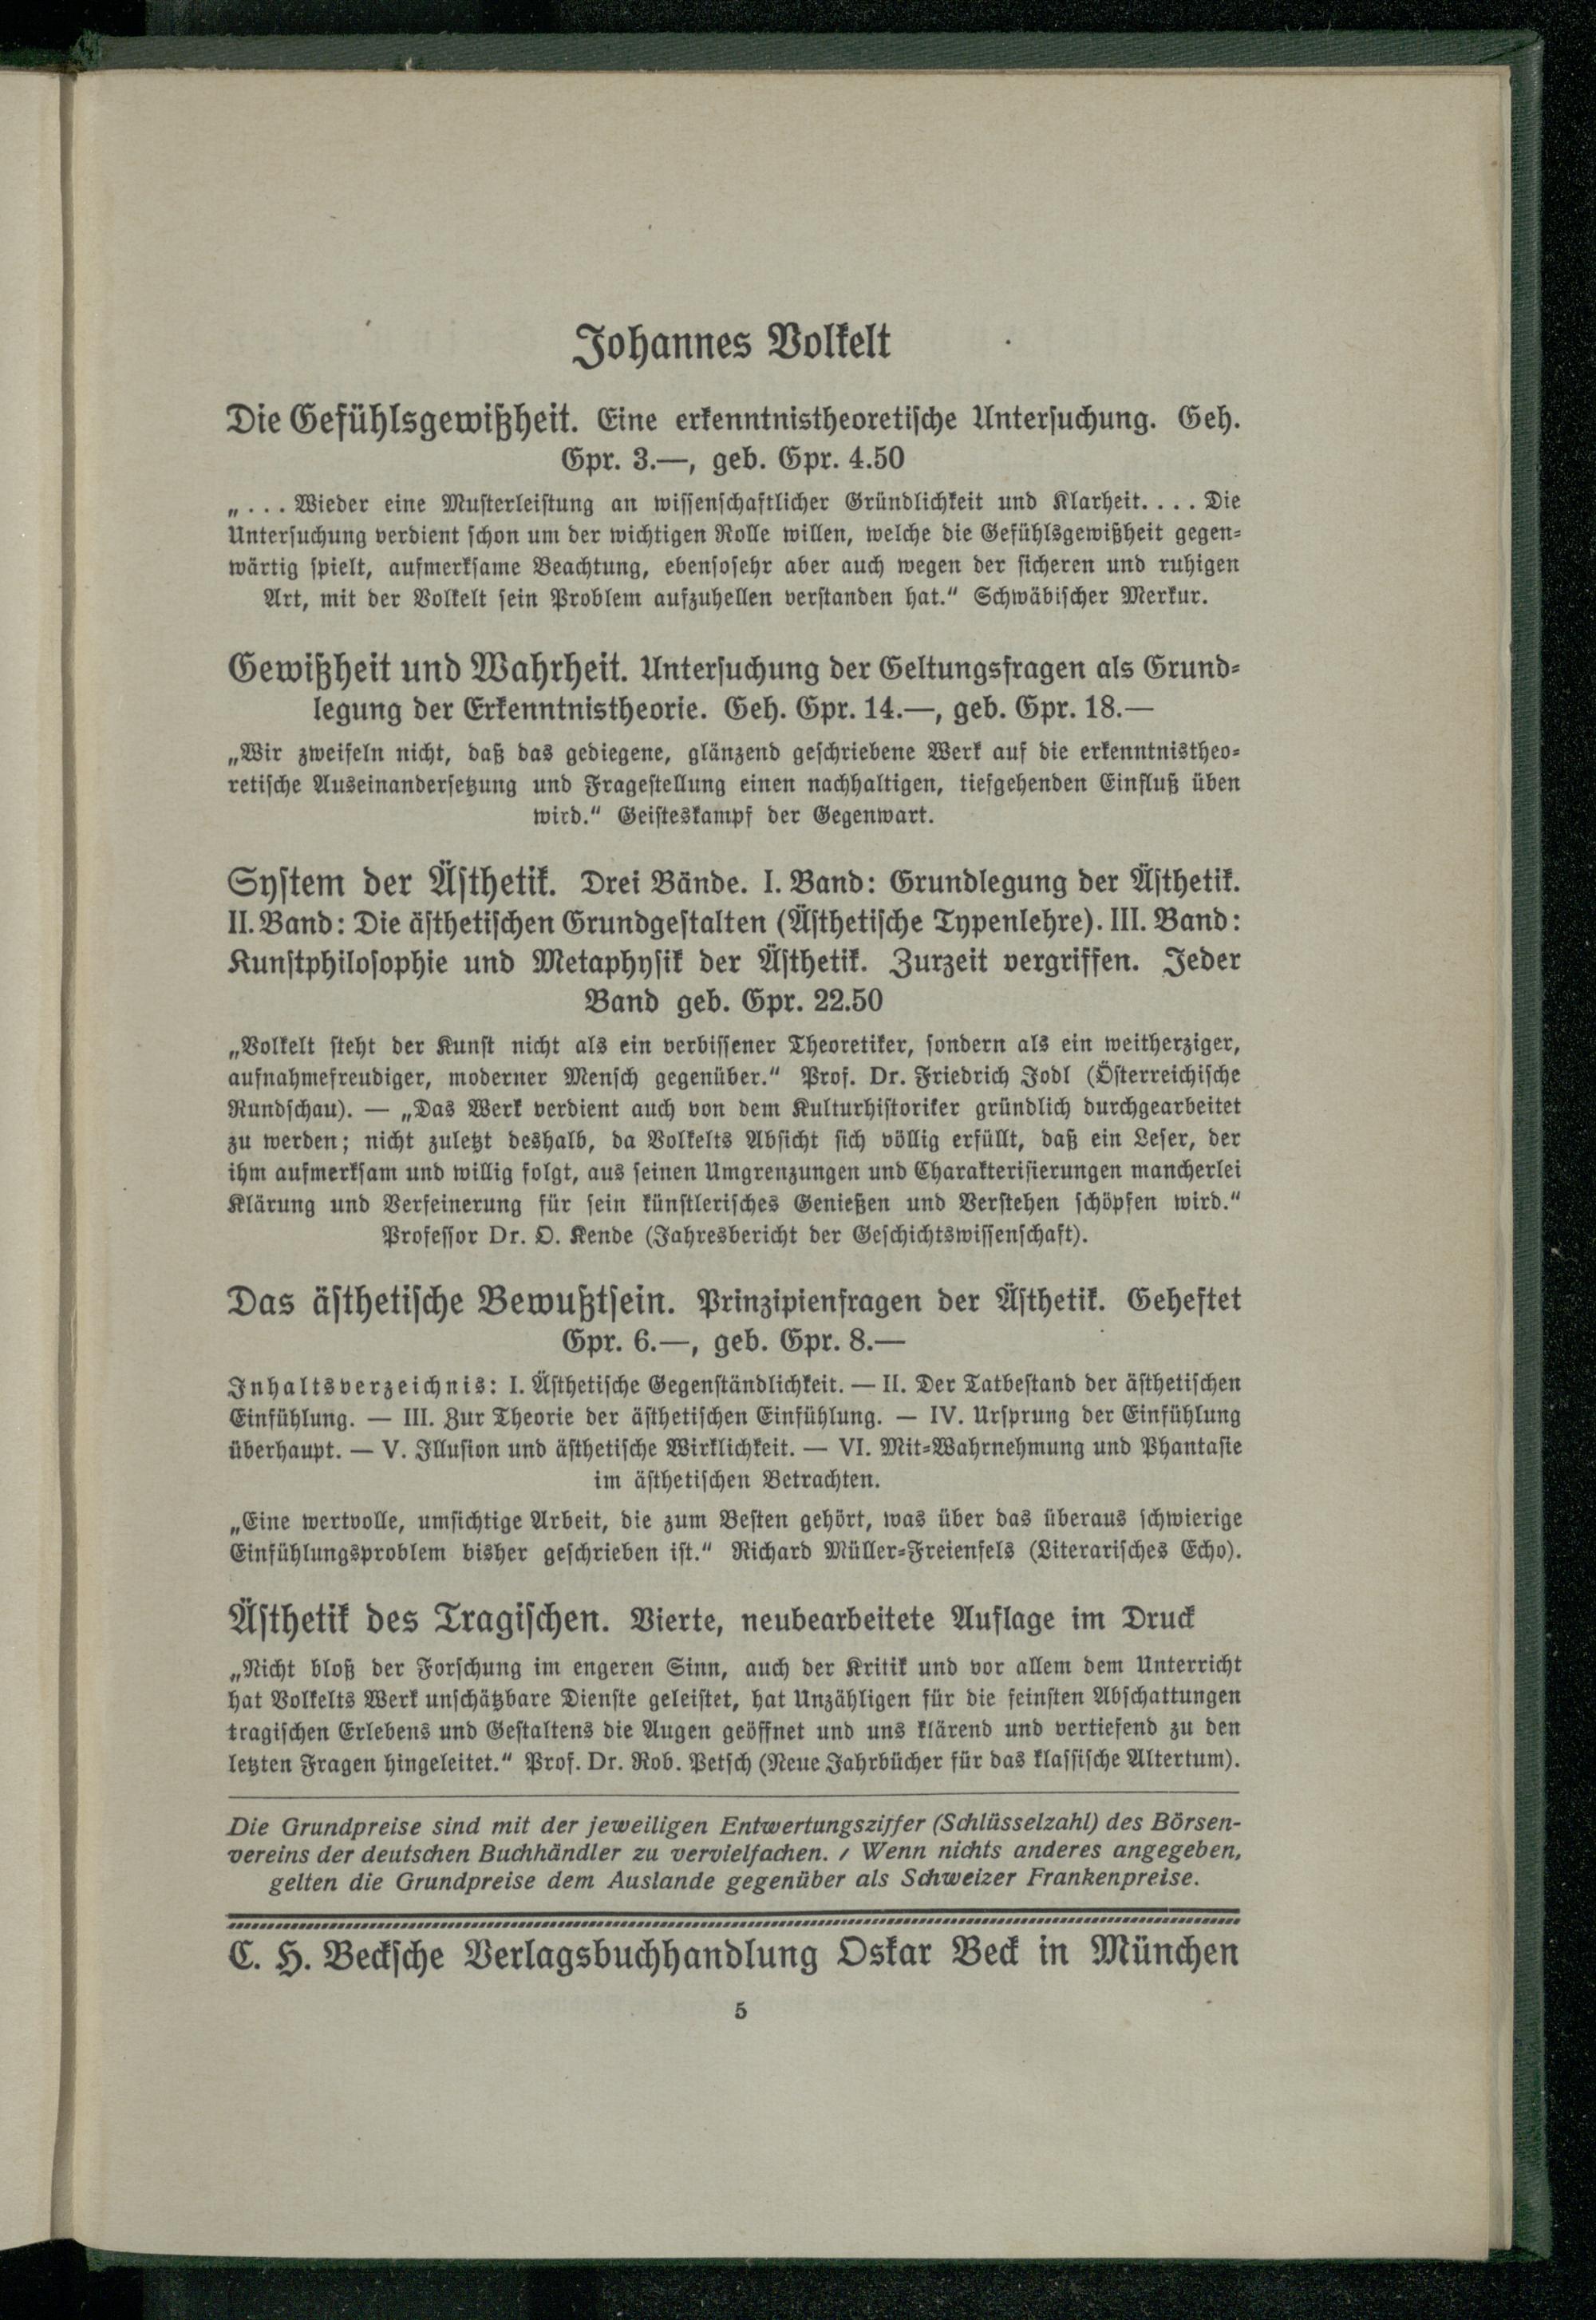 Johannes Volkelt
Die Gefühlsgewißheit. Eine erkenntnistheoretische Untersuchung. Geh.
Gpr. 3.—, geb. Gpr. 4.50
„... Wieder eine Musterleistung an wissenschaftlicher Gründlichkeit und Klarheit.... Die
Untersuchung verdient schon um der wichtigen Rolle willen, welche die Gefühlsgewißheit gegen-
wärtig spielt, aufmerksame Beachtung, ebensosehr aber auch wegen der sicheren und ruhigen
Art, mit der Volkelt sein Problem aufzuhellen verstanden hat.“ Schwäbischer Merkur.
Gewißheit und Wahrheit. Untersuchung der Geltungsfragen als Grund-
legung der Erkenntnistheorie. Geh. Gpr. 14.—, geb. Gpr. 18.—
„Wir zweifeln nicht, daß das gediegene, glänzend geschriebene Werk auf die erkenntnistheo-
retische Auseinandersetzung und Fragestellung einen nachhaltigen, tiefgehenden Einfluß üben
wird.“ Geisteskampf der Gegenwart.
System der Ästhetik. Drei Bände. I. Band: Grundlegung der Ästhetik.
II. Band: Die ästhetischen Grundgestalten (Ästhetische Typenlehre). III. Band:
Kunstphilosophie und Metaphysik der Ästhetik. Zurzeit vergriffen. Jeder
Band geb. Gpr. 22.50
„Volkelt steht der Kunst nicht als ein verbissener Theoretiker, sondern als ein weitherziger,
aufnahmefreudiger, moderner Mensch gegenüber.“ Prof. Dr. Friedrich Jodl (Österreichische
Rundschau). — „Das Werk verdient auch von dem Kulturhistoriker gründlich durchgearbeitet
zu werden; nicht zuletzt deshalb, da Volkelts Absicht sich völlig erfüllt, daß ein Leser, der
ihm aufmerksam und willig folgt, aus seinen Umgrenzungen und Charakterisierungen mancherlei
Klärung und Verfeinerung für sein künstlerisches Genießen und Verstehen schöpfen wird.“
Professor Dr. O. Kende (Jahresbericht der Geschichtswissenschaft).
Das ästhetische Bewußtsein. Prinzipienfragen der Ästhetik. Geheftet
Gpr. 6.—, geb. Gpr. 8.—
Inhaltsverzeichnis: I. Ästhetische Gegenständlichkeit. — II. Der Tatbestand der ästhetischen
Einfühlung. — III. Zur Theorie der ästhetischen Einfühlung. — IV. Ursprung der Einfühlung
überhaupt. — V. Illusion und ästhetische Wirklichkeit. — VI. Mit-Wahrnehmung und Phantasie
im ästhetischen Betrachten.
„Eine wertvolle, umsichtige Arbeit, die zum Besten gehört, was über das überaus schwierige
Einfühlungsproblem bisher geschrieben ist.“ Richard Müller-Freienfels (Literarisches Echo).
Ästhetik des Tragischen. Vierte, neubearbeitete Auflage im Druck
„Nicht bloß der Forschung im engeren Sinn, auch der Kritik und vor allem dem Unterricht
hat Volkelts Werk unschätzbare Dienste geleistet, hat Unzähligen für die feinsten Abschattungen
tragischen Erlebens und Gestaltens die Augen geöffnet und uns klärend und vertiefend zu den
letzten Fragen hingeleitet.“ Prof. Dr. Rob. Petsch (Neue Jahrbücher für das klassische Altertum).
Die Grundpreise sind mit der jeweiligen Entwertungsziffer (Schlüsselzahl) des Börsen-
vereins der deutschen Buchhändler zu vervielfachen. / Wenn nichts anderes angegeben,
gelten die Grundpreise dem Auslande gegenüber als Schweizer Frankenpreise.
C. H. Becksche Verlagsbuchhandlung Oskar Beck in München
5